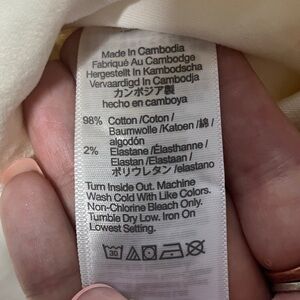 Made In Cambodia
Fabriqué Au Cambodge
Hergestellt In Kambodscha
Vervaardigd In Cambodja
カンボジア製
hecho en camboya
98% Cotton /Coton /
Baumwolle /Katoen /綿 /
algodón
2% Elastane /Élasthanne /
Elastan /Elastaan /
ポリウレタン /elastano
Turn Inside Out. Machine
Wash Cold With Like Colors.
Non-Chlorine Bleach Only.
Tumble Dry Low. Iron On
Lowest Setting.
30